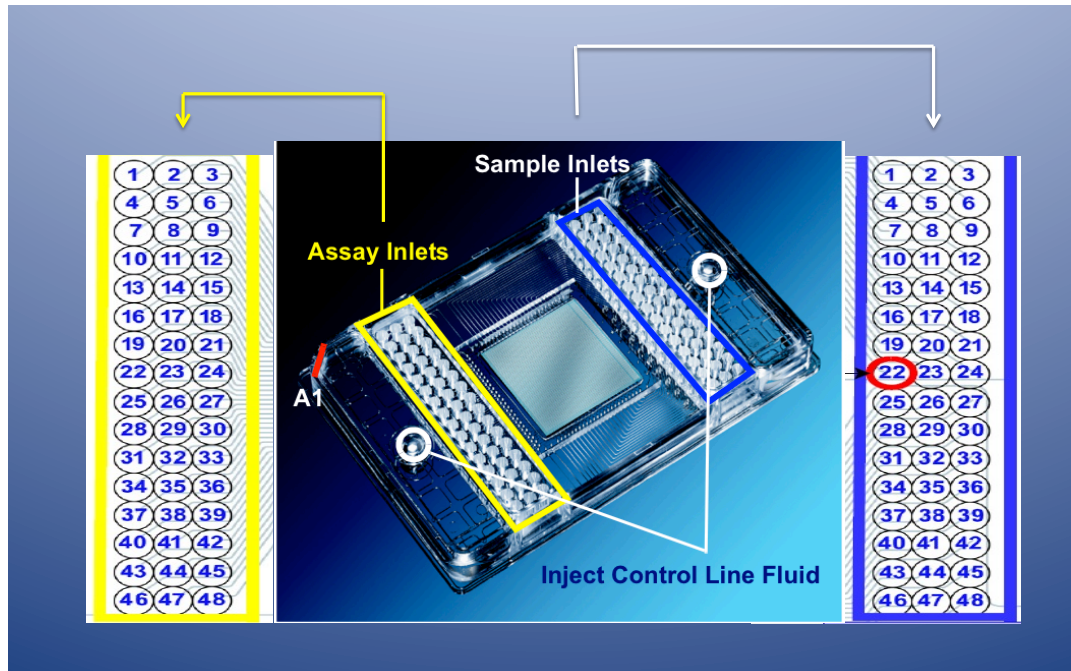 Sample Inlets
Assay Inlets
A1
Inject Control Line Fluid
1 2 3
4 5 6
7 8 9
10 11 12
13 14 15
16 17 18
19 20 21
22 23 24
25 26 27
28 29 30
31 32 33
34 35 36
37 38 39
40 41 42
43 44 45
46 47 48
1 2 3
4 5 6
7 8 9
10 11 12
13 14 15
16 17 18
19 20 21
22 23 24
25 26 27
28 29 30
31 32 33
34 35 36
37 38 39
40 41 42
43 44 45
46 47 48